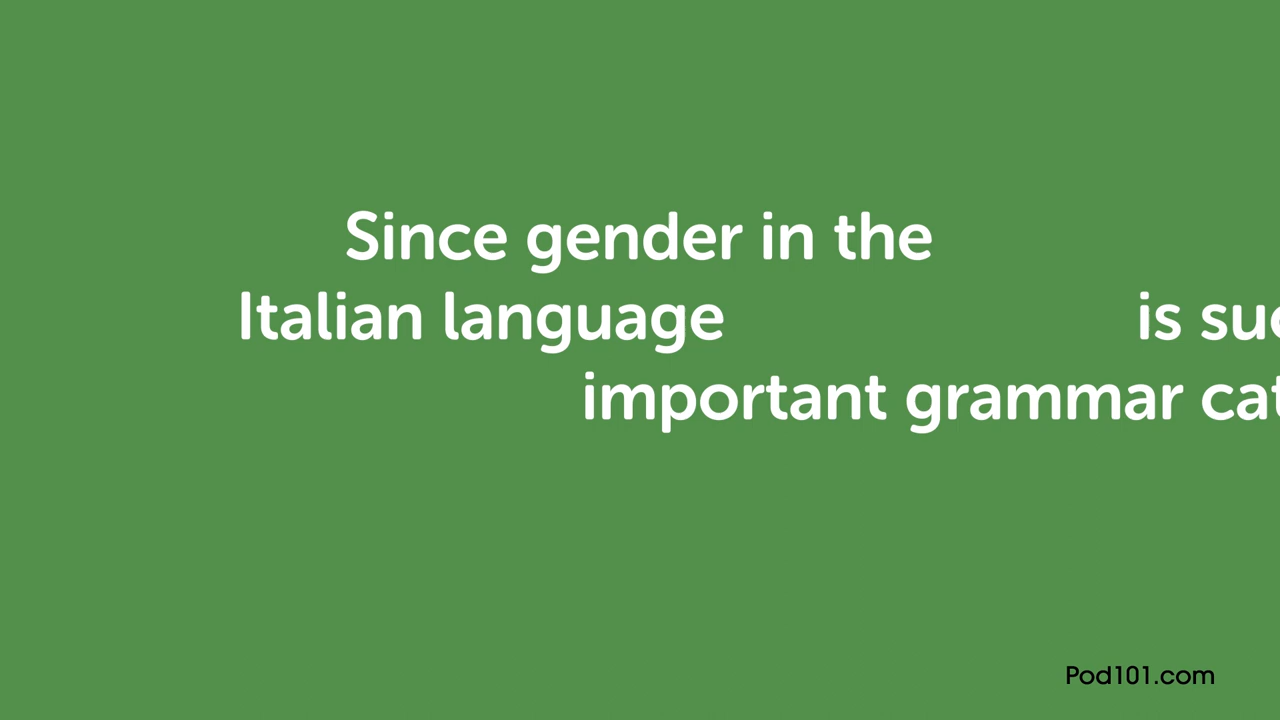 Since gender in the
Italian language is
important grammar
Pod101.com